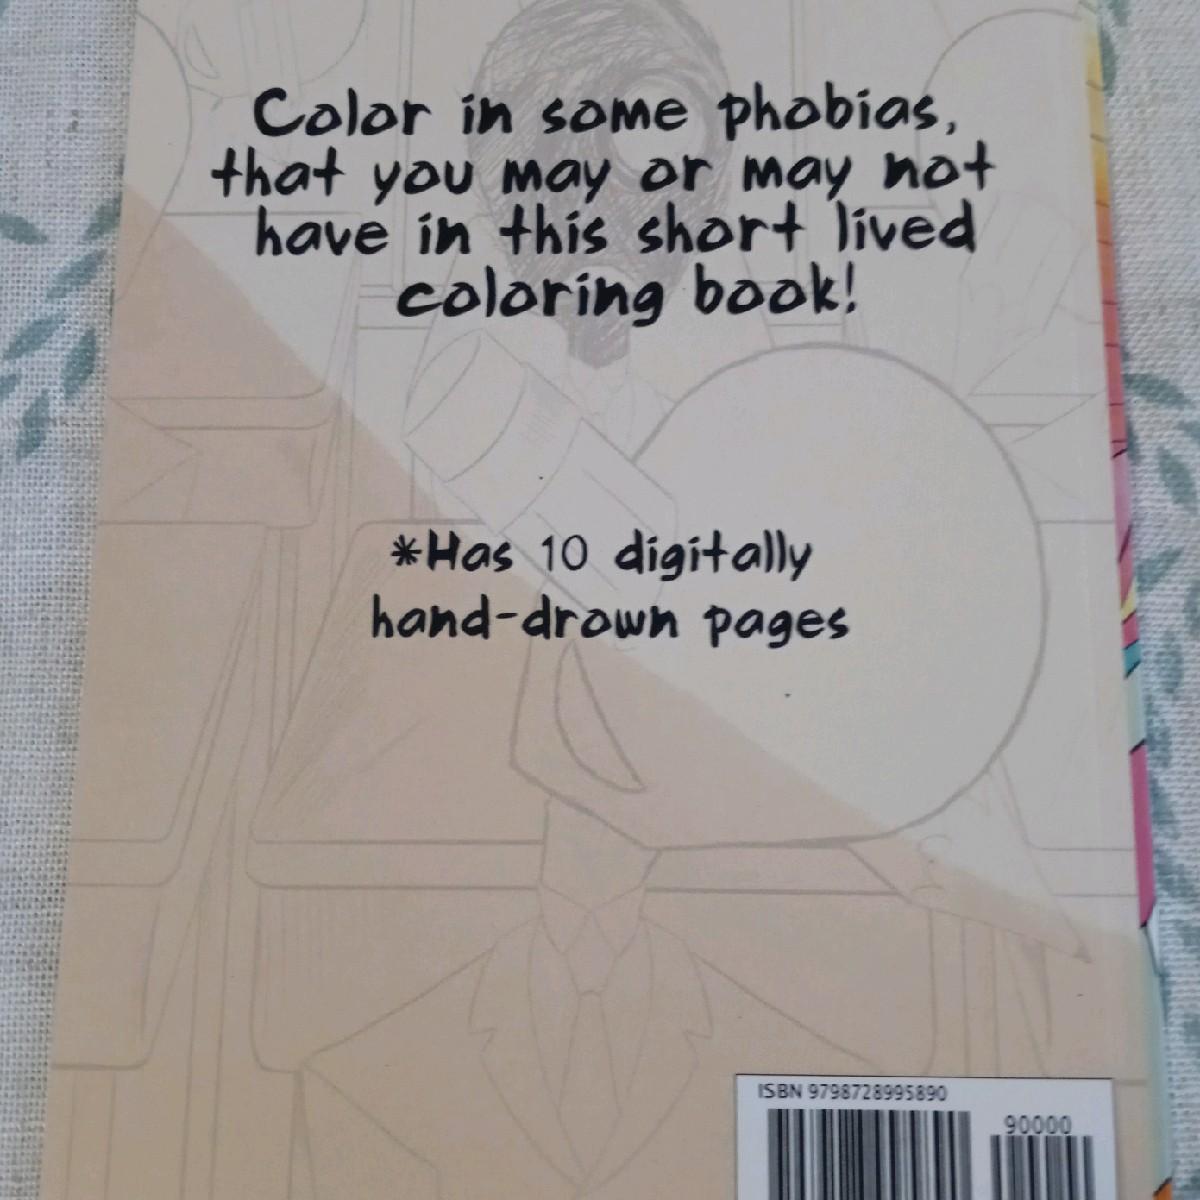 Color in some phobias,
that you may or may not
have in this short lived
coloring book!
*Has 10 digitally
hand-drawn pages
ISBN 9798728995890
90000